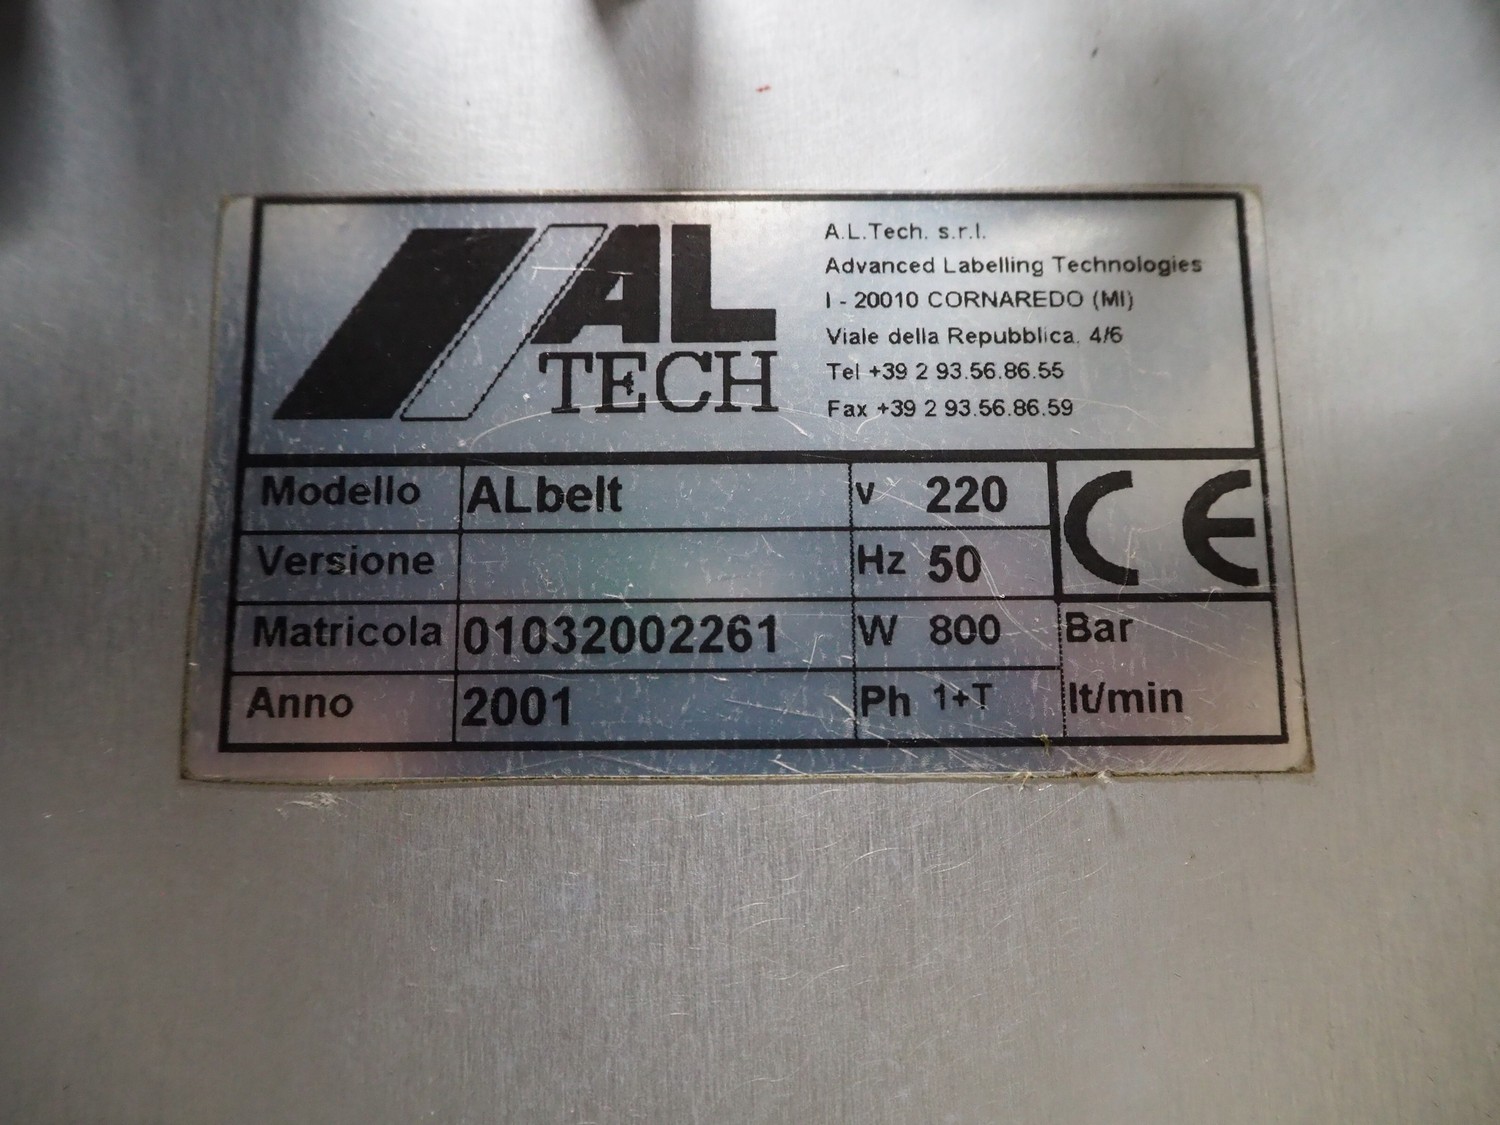 AL
TECH
A.L.Tech. s.r.l.
Advanced Labelling Technologies
I - 20010 CORNAREDO (MI)
Viale della Repubblica, 4/6
Tel +39 2 93.56.86.55
Fax +39 2 93.56.86.59
Modello ALbelt v 220 CE
Versione Hz 50
Matricola 01032002261 W 800 Bar
Anno 2001 Ph 1+T lt/min